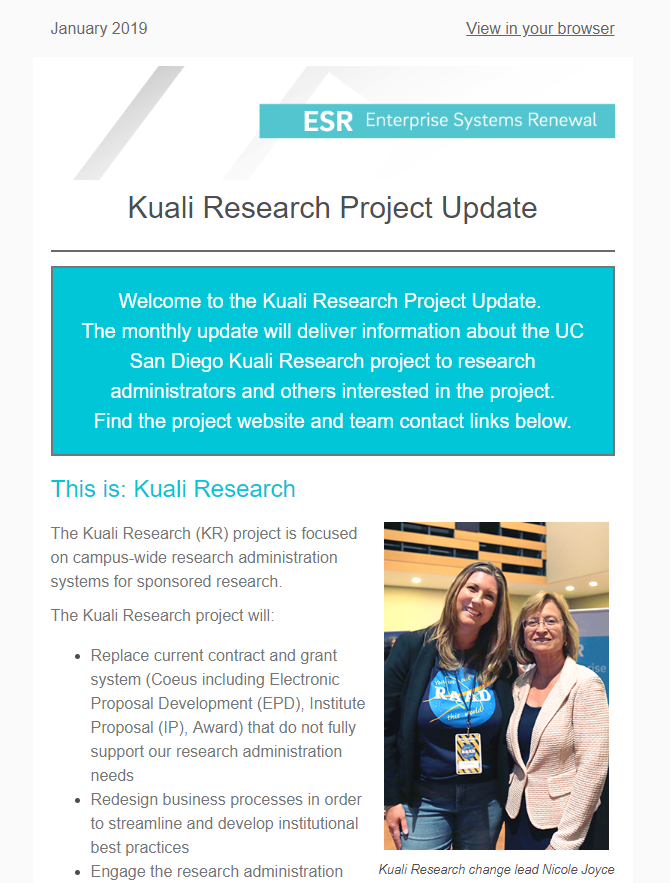 January 2019
View in your browser
ESR Enterprise Systems Renewal
Kuali Research Project Update
Welcome to the Kuali Research Project Update.
The monthly update will deliver information about the UC
San Diego Kuali Research project to research
administrators and others interested in the project.
Find the project website and team contact links below.
This is: Kuali Research
The Kuali Research (KR) project is focused
on campus-wide research administration
systems for sponsored research.
The Kuali Research project will:
Replace current contract and grant
system (Coeus including Electronic
Proposal Development (EPD), Institute
Proposal (IP), Award) that do not fully
support our research administration
needs
Redesign business processes in order
to streamline and develop institutional
best practices
Engage the research administration
RAAD
this world
SR
rise
Kuali Research change lead Nicole Joyce